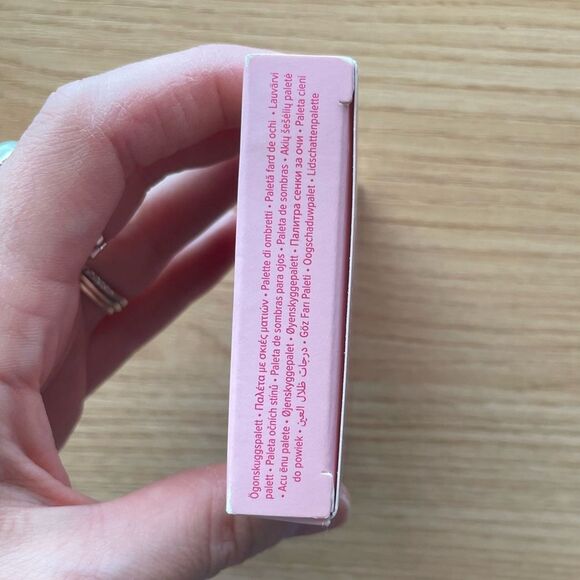 Ögonskuggspalett • Παλέτα με σκιές ματιών • Palette di ombretti • Paletă fard de ochi • Lauvärvi
palett • Paleta očních stínů • Paleta de sombras para ojos • Paleta de sombras • Akių šešėlių paletė
• Acu ēnu palete • Øjenskyggepalet • Øyenskyggepalett • Палитра сенки за очи • Paleta cieni
do powiek • درجات ظلال العين • Göz Farı Paleti • Oogschaduwpalet • Lidschattenpalette